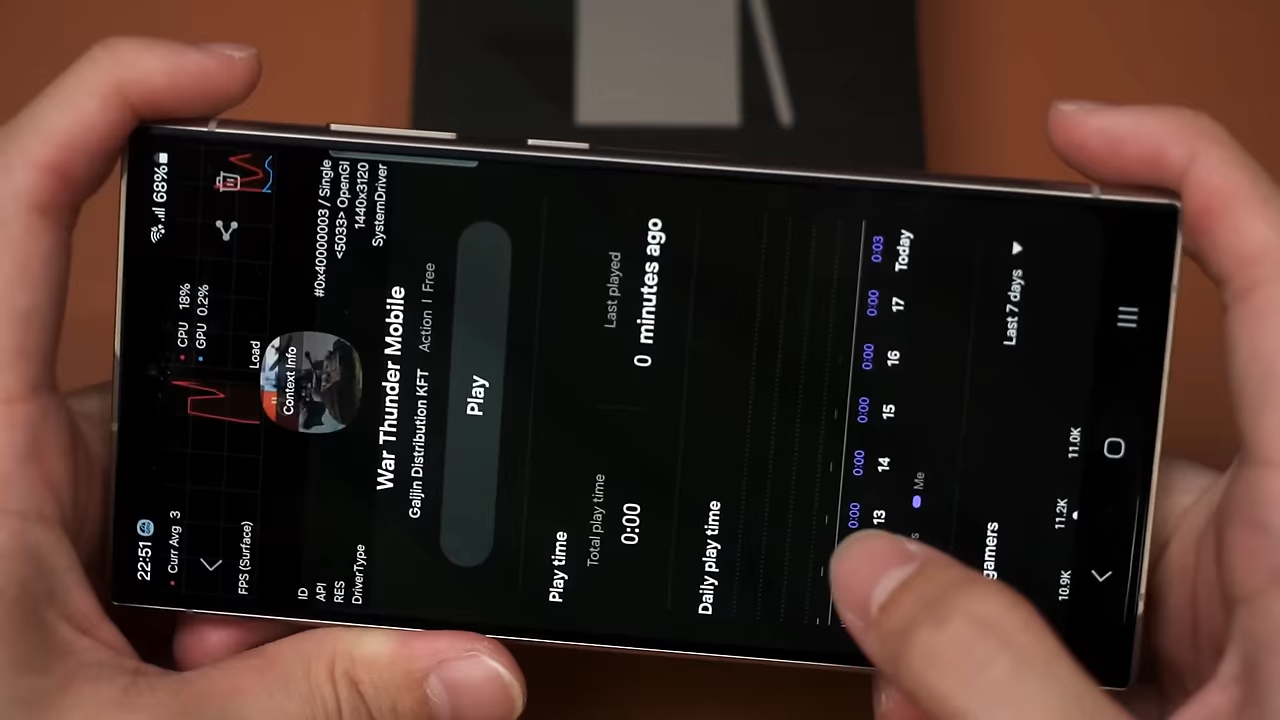 22:51 68%
Curr Avg 3
CPU 18%
GPU 0.2%
FPS (Surface) Load
Context Info
ID #0x40000003 / Single
API <5033> OpenGl
RES 1440x3120
DriverType SystemDriver
War Thunder Mobile
Gaijin Distribution KFT Action I Free
Play
Play time
Total play time Last played
0:00 0 minutes ago
Daily play time
0:00 0:00 0:00 0:00 0:00 0:03
13 14 15 16 17 Today
Me
gamers Last 7 days
10.9K 11.2K 11.0K